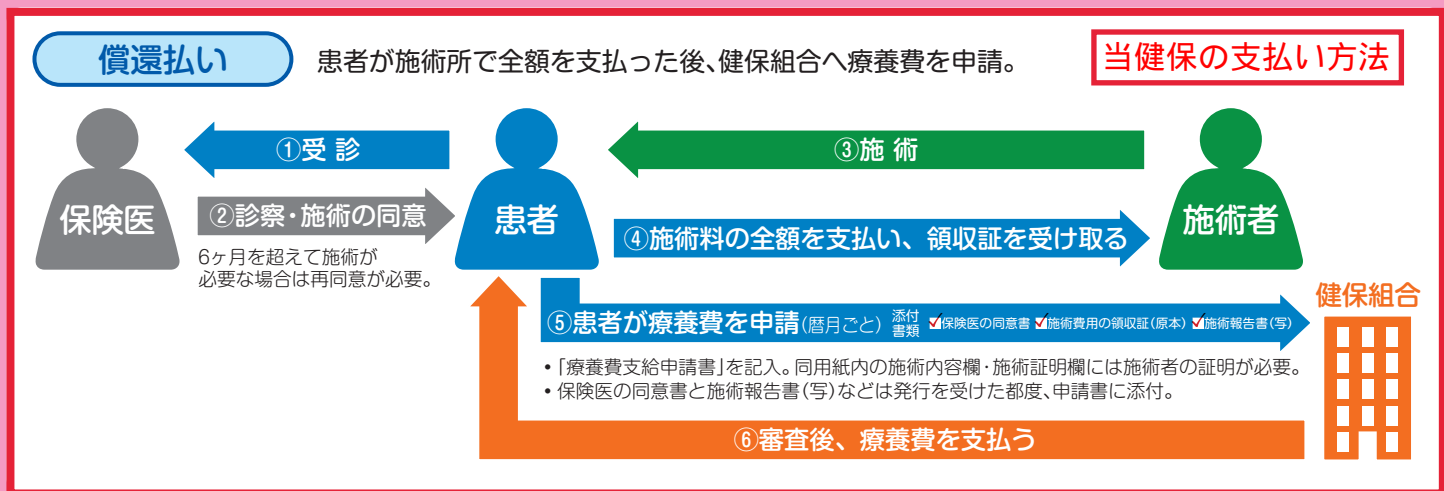 償還払い
患者が施術所で全額を支払った後、健保組合へ療養費を申請。
当健保の支払い方法
①受 診
③施 術
保険医
②診察・施術の同意
患者
④施術料の全額を支払い、領収証を受け取る
施術者
6ヶ月を超えて施術が
必要な場合は再同意が必要。
健保組合
⑤患者が療養費を申請(暦月ごと) 添付書類 ✓保険医の同意書 ✓施術費用の領収証(原本) ✓施術報告書(写)
・「療養費支給申請書」を記入。同用紙内の施術内容欄・施術証明欄には施術者の証明が必要。
・保険医の同意書と施術報告書(写)などは発行を受けた都度、申請書に添付。
⑥審査後、療養費を支払う